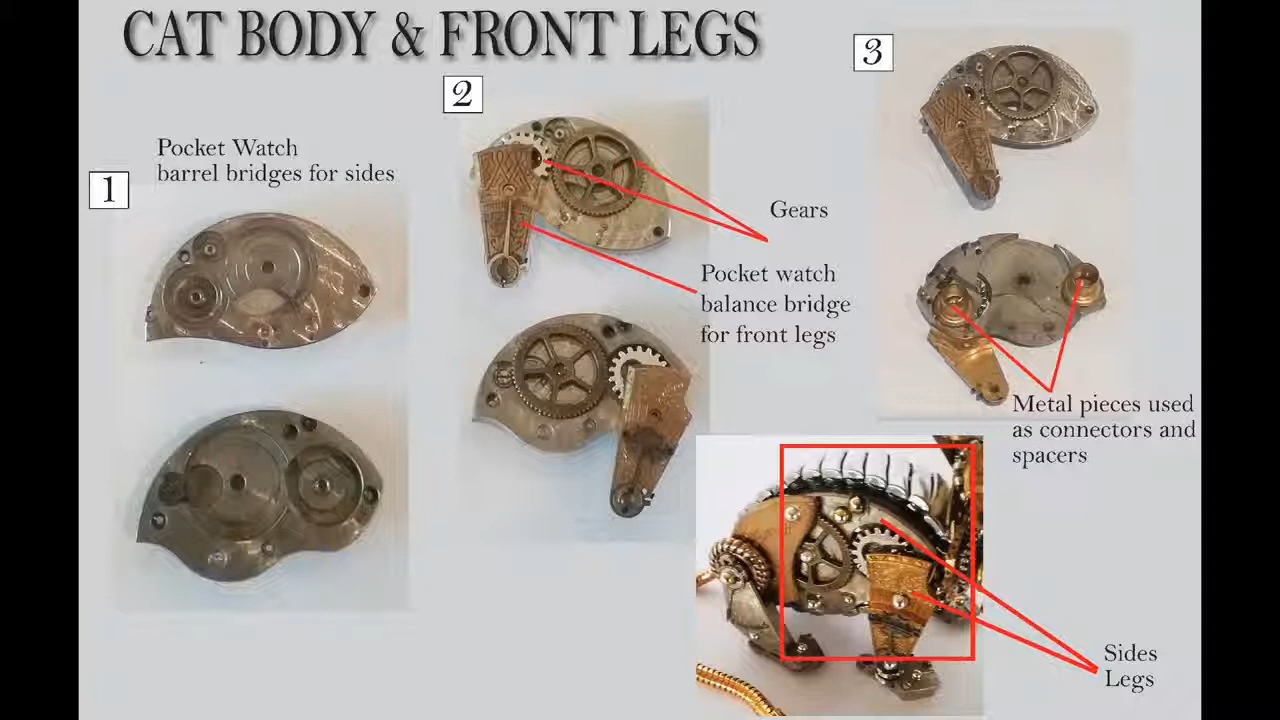 CAT BODY & FRONT LEGS
1
Pocket Watch
barrel bridges for sides
2
Gears
Pocket watch
balance bridge
for front legs
3
Metal pieces used
as connectors and
spacers
Sides
Legs